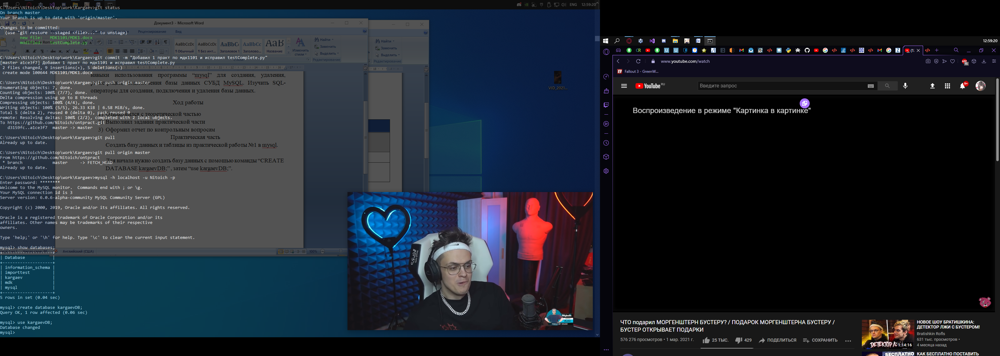 C:\Users\Nitoich\Desktop\work\Kargaev>git status
On branch master
Your branch is up to date with 'origin/master'.
Changes to be committed:
(use "git restore --staged <file>..." to unstage)
new file:   MDK1101/MDK1.docx
modified:   testComplete.py
C:\Users\Nitoich\Desktop\work\Kargaev>git commit -m "Добавил 1 практ по мдк1101 и исправил testComplete.py"
[master a1ce3f7] Добавил 1 практ по мдк1101 и исправил testComplete.py
2 files changed, 9 insertions(+), 5 deletions(-)
create mode 100644 MDK1101/MDK1.docx
C:\Users\Nitoich\Desktop\work\Kargaev>git push origin master
Enumerating objects: 7, done.
Counting objects: 100% (7/7), done.
Delta compression using up to 8 threads
Compressing objects: 100% (4/4), done.
Writing objects: 100% (5/5), 26.33 KiB | 6.58 MiB/s, done.
Total 5 (delta 2), reused 0 (delta 0), pack-reused 0
remote: Resolving deltas: 100% (2/2), completed with 2 local objects.
To https://github.com/Nitoich/ontpract.git
d3159fc..a1ce3f7  master -> master
C:\Users\Nitoich\Desktop\work\Kargaev>git pull
Already up to date.
C:\Users\Nitoich\Desktop\work\Kargaev>git pull origin master
From https://github.com/Nitoich/ontpract
* branch            master     -> FETCH_HEAD
Already up to date.
C:\Users\Nitoich\Desktop\work\Kargaev>mysql -h localhost -u Nitoich -p
Enter password: ********
Welcome to the MySQL monitor.  Commands end with ; or \g.
Your MySQL connection id is 3
Server version: 6.0.6-alpha-community MySQL Community Server (GPL)
Copyright (c) 2000, 2019, Oracle and/or its affiliates. All rights reserved.
Oracle is a registered trademark of Oracle Corporation and/or its
affiliates. Other names may be trademarks of their respective
owners.
Type 'help;' or '\h' for help. Type '\c' to clear the current input statement.
mysql> show databases;
+--------------------+
| Database           |
+--------------------+
| information_schema |
| importtest         |
| kargaev            |
| mdk                |
| mysql              |
+--------------------+
5 rows in set (0.04 sec)
mysql> create database kargaevDB;
Query OK, 1 row affected (0.06 sec)
mysql> use kargaevDB;
Database changed
mysql>
ENG 12:59:20
Документ3 - Microsoft Word
Рецензирование Вид
AaBbCcDc AaBbCcDc AaBbC AaBbCc AaB
¶ Обычный ¶ Без инт... Заголовок 1 Заголово... Название
Изменить стили
Найти
Заменить
Выделить
Редактирование
Найти
Заменить
Выделить
Редактирование
навыки использования программы “mysql” для создания, удаления,
базы данных СУБД MySQL. Изучить SQL-
операторы для создания, подключения и удаления базы данных.
Ход работы
1) Ознакомился с теоретической частью
2) Выполнил задания практической части
3) Оформил отчет по контрольным вопросам
Практическая часть
Создать базу данных и таблицы из практической работы №1 в mysql.
Для начала нужно создать базу данных с помощью команды “CREATE
DATABASE kargaevDB;” , затем “use kargaevDB;”.
Число слов: 90
Английский (США)
100%
VID_2021...
Majestic
Buster
12:59:20
www.youtube.com/watch
Fallout 3 - GreenW...
YouTube RU
Введите запрос
9+
Воспроизведение в режиме "Картинка в картинке"
ЧТО подарил МОРГЕНШТЕРН БУСТЕРУ? / ПОДАРОК МОРГЕНШТЕРНА БУСТЕРУ /
БУСТЕР ОТКРЫВАЕТ ПОДАРКИ
576 276 просмотров • 1 мар. 2021 г.
25 ТЫС.
429
ПОДЕЛИТЬСЯ
СОХРАНИТЬ
1:14:16
НОВОЕ ШОУ БРАТИШКИНА:
ДЕТЕКТОР ЛЖИ С БУСТЕРОМ!
Bratishkin Rofls
631 тыс. просмотров •
4 месяца назад
БЕСПЛАТНО
КАК БЕСПЛАТНО ПОСТАВИТЬ